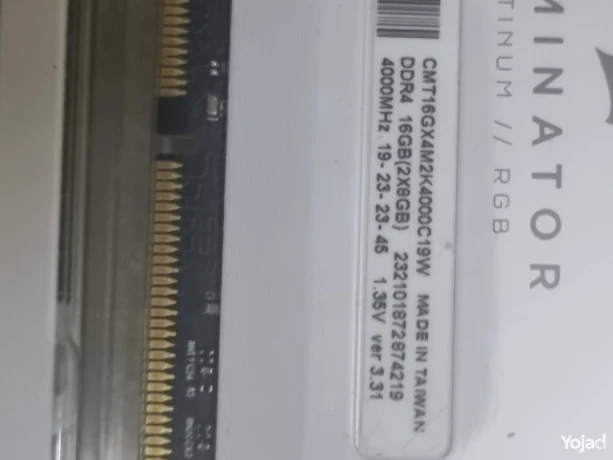 CMT16GX4M2K4000C19W MADE IN TAIWAN
DDR4 16GB(2X8GB) 232101872874219
4000MHz 19-23-23-45 1.35V ver 3.31
MINATOR
TINUM // RGB
Yojad